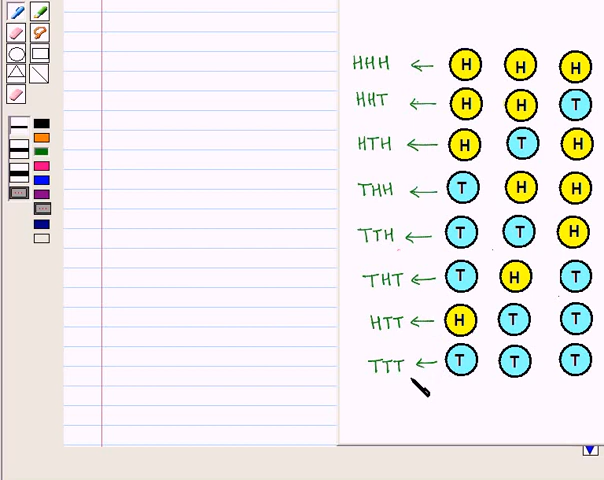 HHH ← H H H
HHT ← H H T
HTH ← H T H
THH ← T H H
TTH ← T T H
THT ← T H T
HTT ← H T T
TTT ← T T T